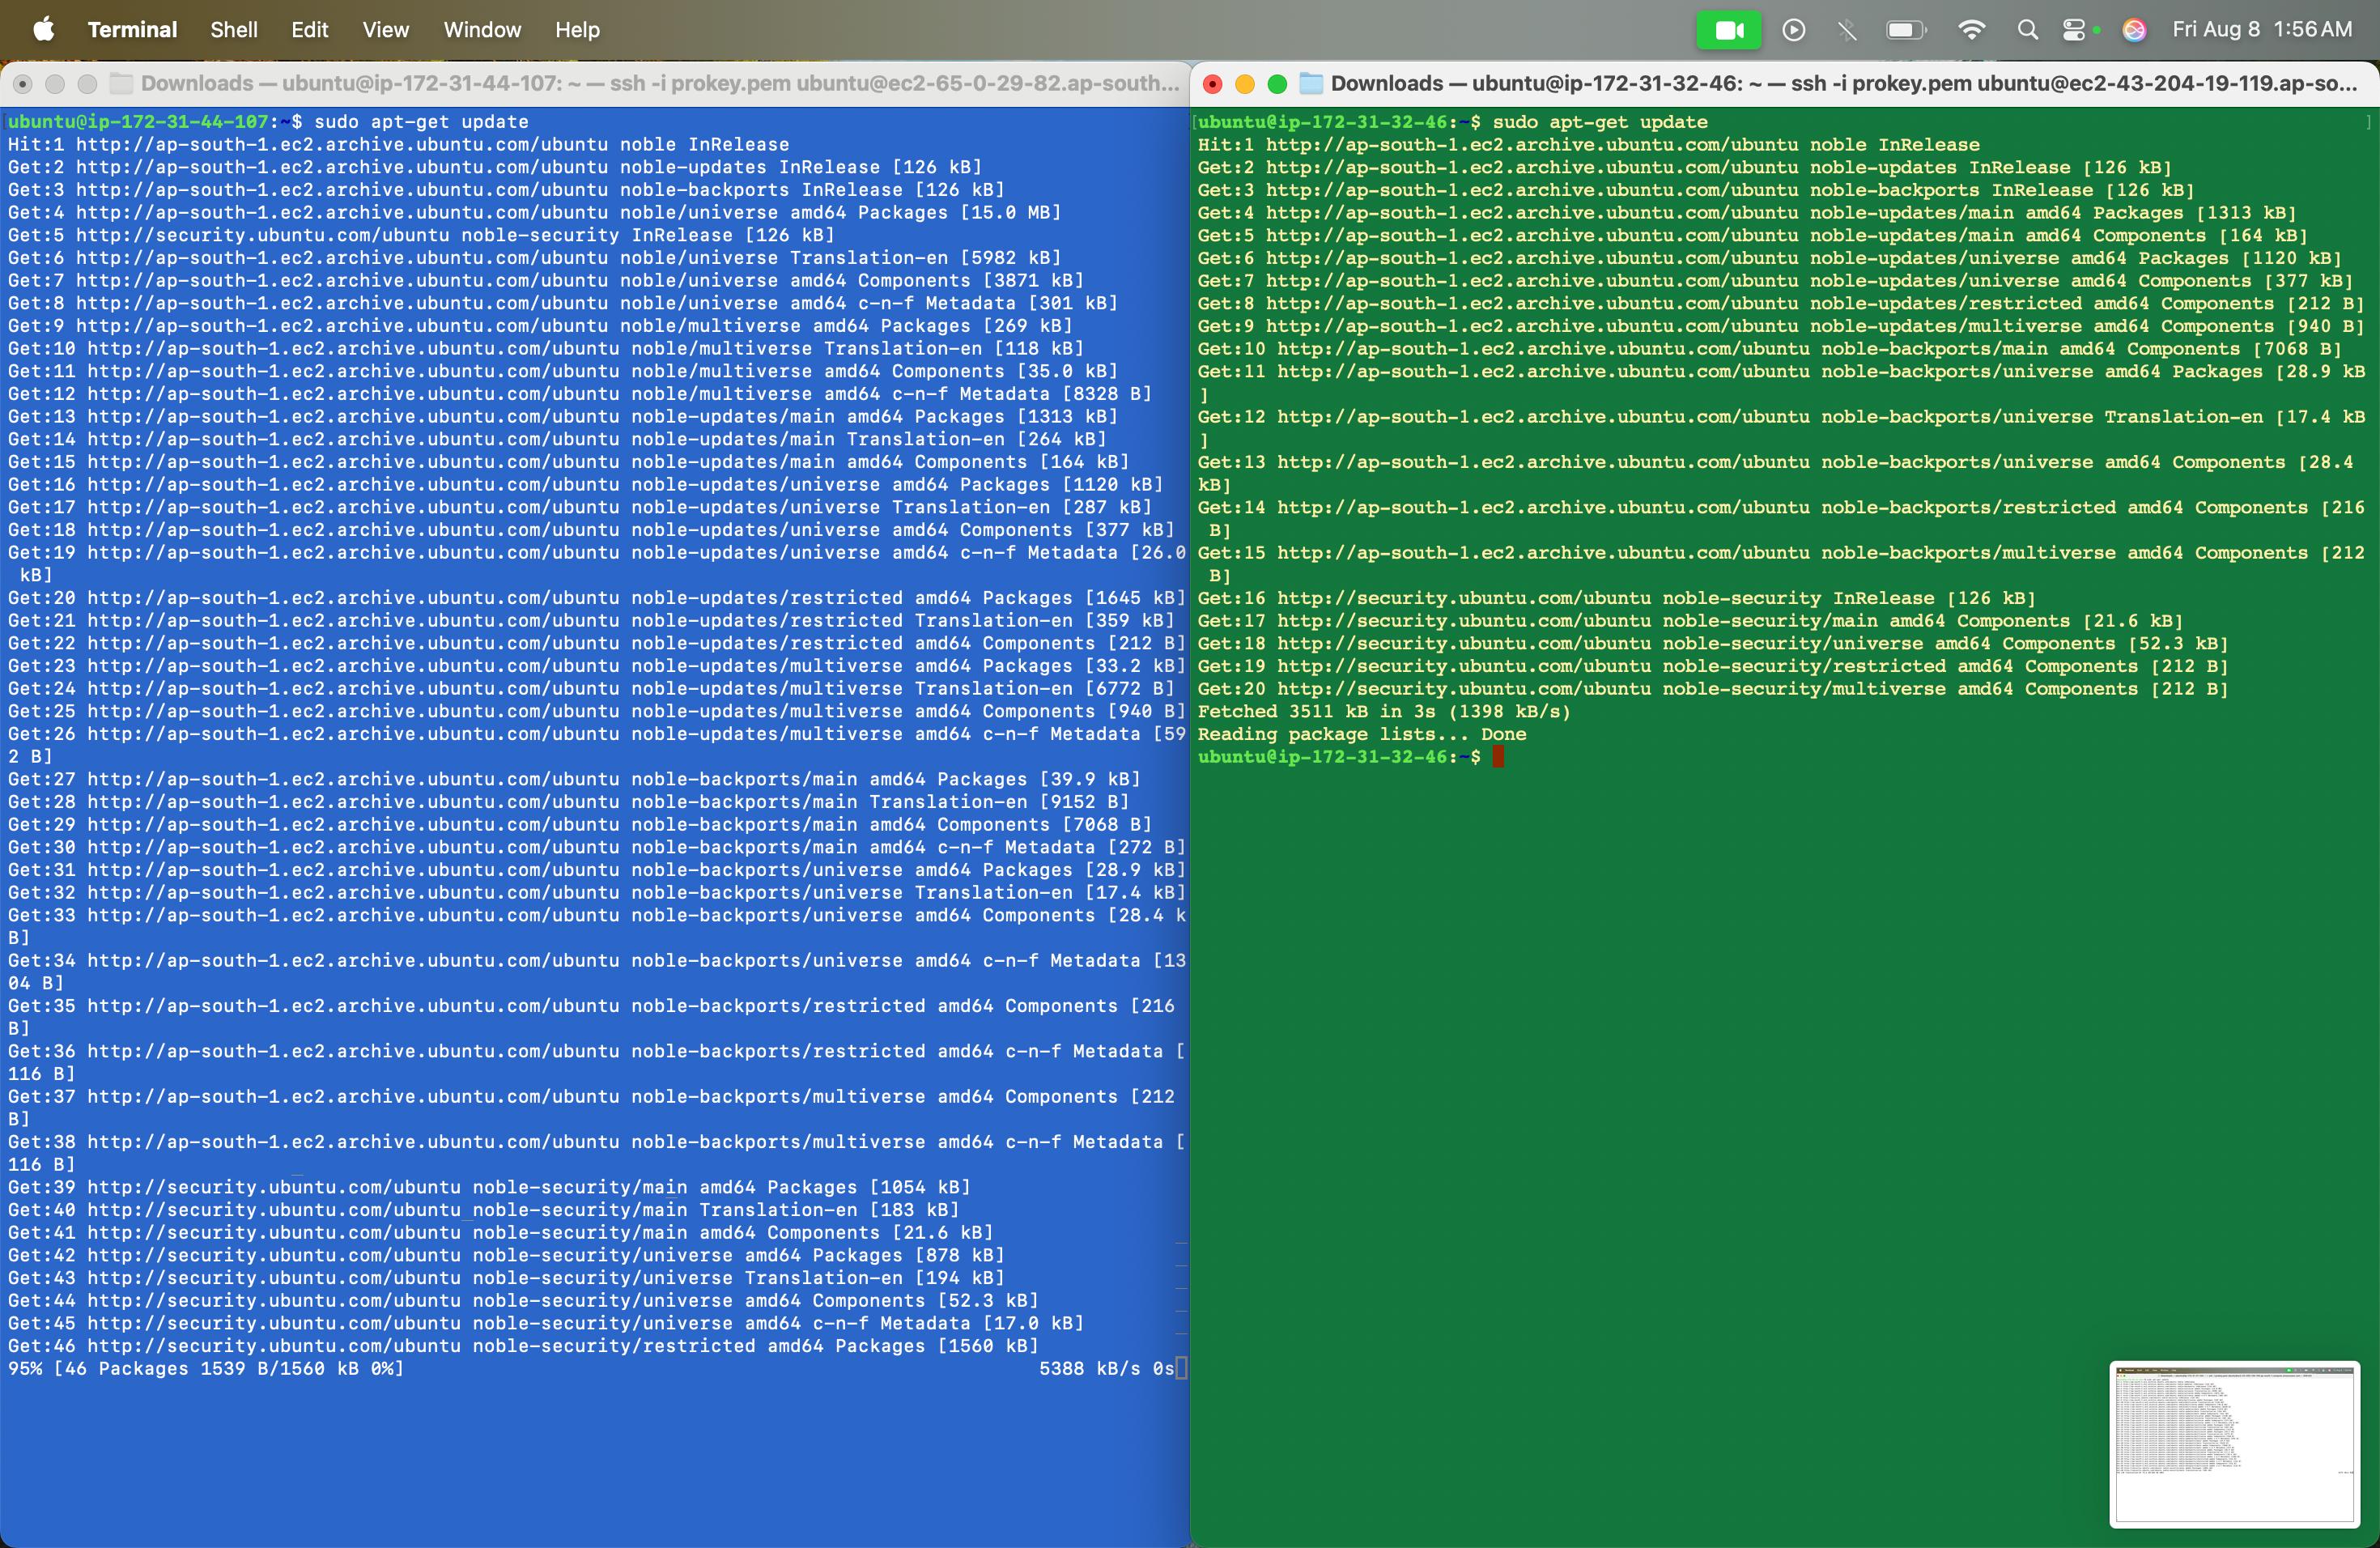 Terminal Shell Edit View Window Help Fri Aug 8 1:56 AM
Downloads — ubuntu@ip-172-31-44-107: ~ — ssh -i prokey.pem ubuntu@ec2-65-0-29-82.ap-south...
ubuntu@ip-172-31-44-107:~$ sudo apt-get update
Hit:1 http://ap-south-1.ec2.archive.ubuntu.com/ubuntu noble InRelease
Get:2 http://ap-south-1.ec2.archive.ubuntu.com/ubuntu noble-updates InRelease [126 kB]
Get:3 http://ap-south-1.ec2.archive.ubuntu.com/ubuntu noble-backports InRelease [126 kB]
Get:4 http://ap-south-1.ec2.archive.ubuntu.com/ubuntu noble/universe amd64 Packages [15.0 MB]
Get:5 http://security.ubuntu.com/ubuntu noble-security InRelease [126 kB]
Get:6 http://ap-south-1.ec2.archive.ubuntu.com/ubuntu noble/universe Translation-en [5982 kB]
Get:7 http://ap-south-1.ec2.archive.ubuntu.com/ubuntu noble/universe amd64 Components [3871 kB]
Get:8 http://ap-south-1.ec2.archive.ubuntu.com/ubuntu noble/universe amd64 c-n-f Metadata [301 kB]
Get:9 http://ap-south-1.ec2.archive.ubuntu.com/ubuntu noble/multiverse amd64 Packages [269 kB]
Get:10 http://ap-south-1.ec2.archive.ubuntu.com/ubuntu noble/multiverse Translation-en [118 kB]
Get:11 http://ap-south-1.ec2.archive.ubuntu.com/ubuntu noble/multiverse amd64 Components [35.0 kB]
Get:12 http://ap-south-1.ec2.archive.ubuntu.com/ubuntu noble/multiverse amd64 c-n-f Metadata [8328 B]
Get:13 http://ap-south-1.ec2.archive.ubuntu.com/ubuntu noble-updates/main amd64 Packages [1313 kB]
Get:14 http://ap-south-1.ec2.archive.ubuntu.com/ubuntu noble-updates/main Translation-en [264 kB]
Get:15 http://ap-south-1.ec2.archive.ubuntu.com/ubuntu noble-updates/main amd64 Components [164 kB]
Get:16 http://ap-south-1.ec2.archive.ubuntu.com/ubuntu noble-updates/universe amd64 Packages [1120 kB]
Get:17 http://ap-south-1.ec2.archive.ubuntu.com/ubuntu noble-updates/universe Translation-en [287 kB]
Get:18 http://ap-south-1.ec2.archive.ubuntu.com/ubuntu noble-updates/universe amd64 Components [377 kB]
Get:19 http://ap-south-1.ec2.archive.ubuntu.com/ubuntu noble-updates/universe amd64 c-n-f Metadata [26.0
 kB]
Get:20 http://ap-south-1.ec2.archive.ubuntu.com/ubuntu noble-updates/restricted amd64 Packages [1645 kB]
Get:21 http://ap-south-1.ec2.archive.ubuntu.com/ubuntu noble-updates/restricted Translation-en [359 kB]
Get:22 http://ap-south-1.ec2.archive.ubuntu.com/ubuntu noble-updates/restricted amd64 Components [212 B]
Get:23 http://ap-south-1.ec2.archive.ubuntu.com/ubuntu noble-updates/multiverse amd64 Packages [33.2 kB]
Get:24 http://ap-south-1.ec2.archive.ubuntu.com/ubuntu noble-updates/multiverse Translation-en [6772 B]
Get:25 http://ap-south-1.ec2.archive.ubuntu.com/ubuntu noble-updates/multiverse amd64 Components [940 B]
Get:26 http://ap-south-1.ec2.archive.ubuntu.com/ubuntu noble-updates/multiverse amd64 c-n-f Metadata [59
2 B]
Get:27 http://ap-south-1.ec2.archive.ubuntu.com/ubuntu noble-backports/main amd64 Packages [39.9 kB]
Get:28 http://ap-south-1.ec2.archive.ubuntu.com/ubuntu noble-backports/main Translation-en [9152 B]
Get:29 http://ap-south-1.ec2.archive.ubuntu.com/ubuntu noble-backports/main amd64 Components [7068 B]
Get:30 http://ap-south-1.ec2.archive.ubuntu.com/ubuntu noble-backports/main amd64 c-n-f Metadata [272 B]
Get:31 http://ap-south-1.ec2.archive.ubuntu.com/ubuntu noble-backports/universe amd64 Packages [28.9 kB]
Get:32 http://ap-south-1.ec2.archive.ubuntu.com/ubuntu noble-backports/universe Translation-en [17.4 kB]
Get:33 http://ap-south-1.ec2.archive.ubuntu.com/ubuntu noble-backports/universe amd64 Components [28.4 k
B]
Get:34 http://ap-south-1.ec2.archive.ubuntu.com/ubuntu noble-backports/universe amd64 c-n-f Metadata [13
04 B]
Get:35 http://ap-south-1.ec2.archive.ubuntu.com/ubuntu noble-backports/restricted amd64 Components [216
B]
Get:36 http://ap-south-1.ec2.archive.ubuntu.com/ubuntu noble-backports/restricted amd64 c-n-f Metadata [
116 B]
Get:37 http://ap-south-1.ec2.archive.ubuntu.com/ubuntu noble-backports/multiverse amd64 Components [212
B]
Get:38 http://ap-south-1.ec2.archive.ubuntu.com/ubuntu noble-backports/multiverse amd64 c-n-f Metadata [
116 B]
Get:39 http://security.ubuntu.com/ubuntu noble-security/main amd64 Packages [1054 kB]
Get:40 http://security.ubuntu.com/ubuntu noble-security/main Translation-en [183 kB]
Get:41 http://security.ubuntu.com/ubuntu noble-security/main amd64 Components [21.6 kB]
Get:42 http://security.ubuntu.com/ubuntu noble-security/universe amd64 Packages [878 kB]
Get:43 http://security.ubuntu.com/ubuntu noble-security/universe Translation-en [194 kB]
Get:44 http://security.ubuntu.com/ubuntu noble-security/universe amd64 Components [52.3 kB]
Get:45 http://security.ubuntu.com/ubuntu noble-security/universe amd64 c-n-f Metadata [17.0 kB]
Get:46 http://security.ubuntu.com/ubuntu noble-security/restricted amd64 Packages [1560 kB]
95% [46 Packages 1539 B/1560 kB 0%] 5388 kB/s 0s
Downloads — ubuntu@ip-172-31-32-46: ~ — ssh -i prokey.pem ubuntu@ec2-43-204-19-119.ap-so...
[ubuntu@ip-172-31-32-46:~$ sudo apt-get update ]
Hit:1 http://ap-south-1.ec2.archive.ubuntu.com/ubuntu noble InRelease
Get:2 http://ap-south-1.ec2.archive.ubuntu.com/ubuntu noble-updates InRelease [126 kB]
Get:3 http://ap-south-1.ec2.archive.ubuntu.com/ubuntu noble-backports InRelease [126 kB]
Get:4 http://ap-south-1.ec2.archive.ubuntu.com/ubuntu noble-updates/main amd64 Packages [1313 kB]
Get:5 http://ap-south-1.ec2.archive.ubuntu.com/ubuntu noble-updates/main amd64 Components [164 kB]
Get:6 http://ap-south-1.ec2.archive.ubuntu.com/ubuntu noble-updates/universe amd64 Packages [1120 kB]
Get:7 http://ap-south-1.ec2.archive.ubuntu.com/ubuntu noble-updates/universe amd64 Components [377 kB]
Get:8 http://ap-south-1.ec2.archive.ubuntu.com/ubuntu noble-updates/restricted amd64 Components [212 B]
Get:9 http://ap-south-1.ec2.archive.ubuntu.com/ubuntu noble-updates/multiverse amd64 Components [940 B]
Get:10 http://ap-south-1.ec2.archive.ubuntu.com/ubuntu noble-backports/main amd64 Components [7068 B]
Get:11 http://ap-south-1.ec2.archive.ubuntu.com/ubuntu noble-backports/universe amd64 Packages [28.9 kB
]
Get:12 http://ap-south-1.ec2.archive.ubuntu.com/ubuntu noble-backports/universe Translation-en [17.4 kB
]
Get:13 http://ap-south-1.ec2.archive.ubuntu.com/ubuntu noble-backports/universe amd64 Components [28.4
kB]
Get:14 http://ap-south-1.ec2.archive.ubuntu.com/ubuntu noble-backports/restricted amd64 Components [216
 B]
Get:15 http://ap-south-1.ec2.archive.ubuntu.com/ubuntu noble-backports/multiverse amd64 Components [212
 B]
Get:16 http://security.ubuntu.com/ubuntu noble-security InRelease [126 kB]
Get:17 http://security.ubuntu.com/ubuntu noble-security/main amd64 Components [21.6 kB]
Get:18 http://security.ubuntu.com/ubuntu noble-security/universe amd64 Components [52.3 kB]
Get:19 http://security.ubuntu.com/ubuntu noble-security/restricted amd64 Components [212 B]
Get:20 http://security.ubuntu.com/ubuntu noble-security/multiverse amd64 Components [212 B]
Fetched 3511 kB in 3s (1398 kB/s)
Reading package lists... Done
ubuntu@ip-172-31-32-46:~$